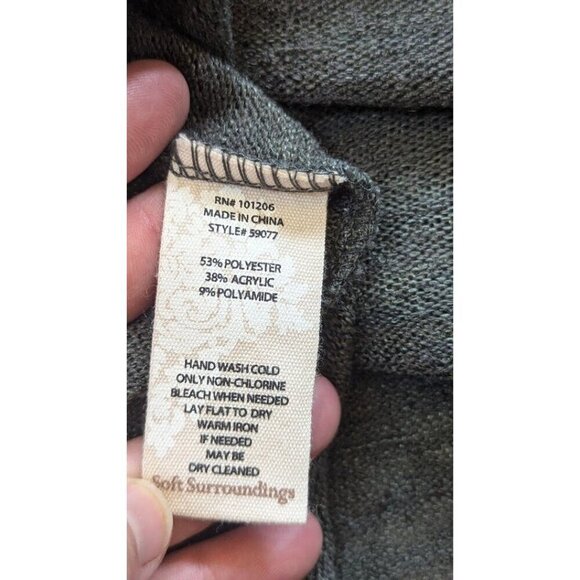 RN# 101206
MADE IN CHINA
STYLE# 59077
53% POLYESTER
38% ACRYLIC
9% POLYAMIDE
HAND WASH COLD
ONLY NON-CHLORINE
BLEACH WHEN NEEDED
LAY FLAT TO DRY
WARM IRON
IF NEEDED
MAY BE
DRY CLEANED
Soft Surroundings